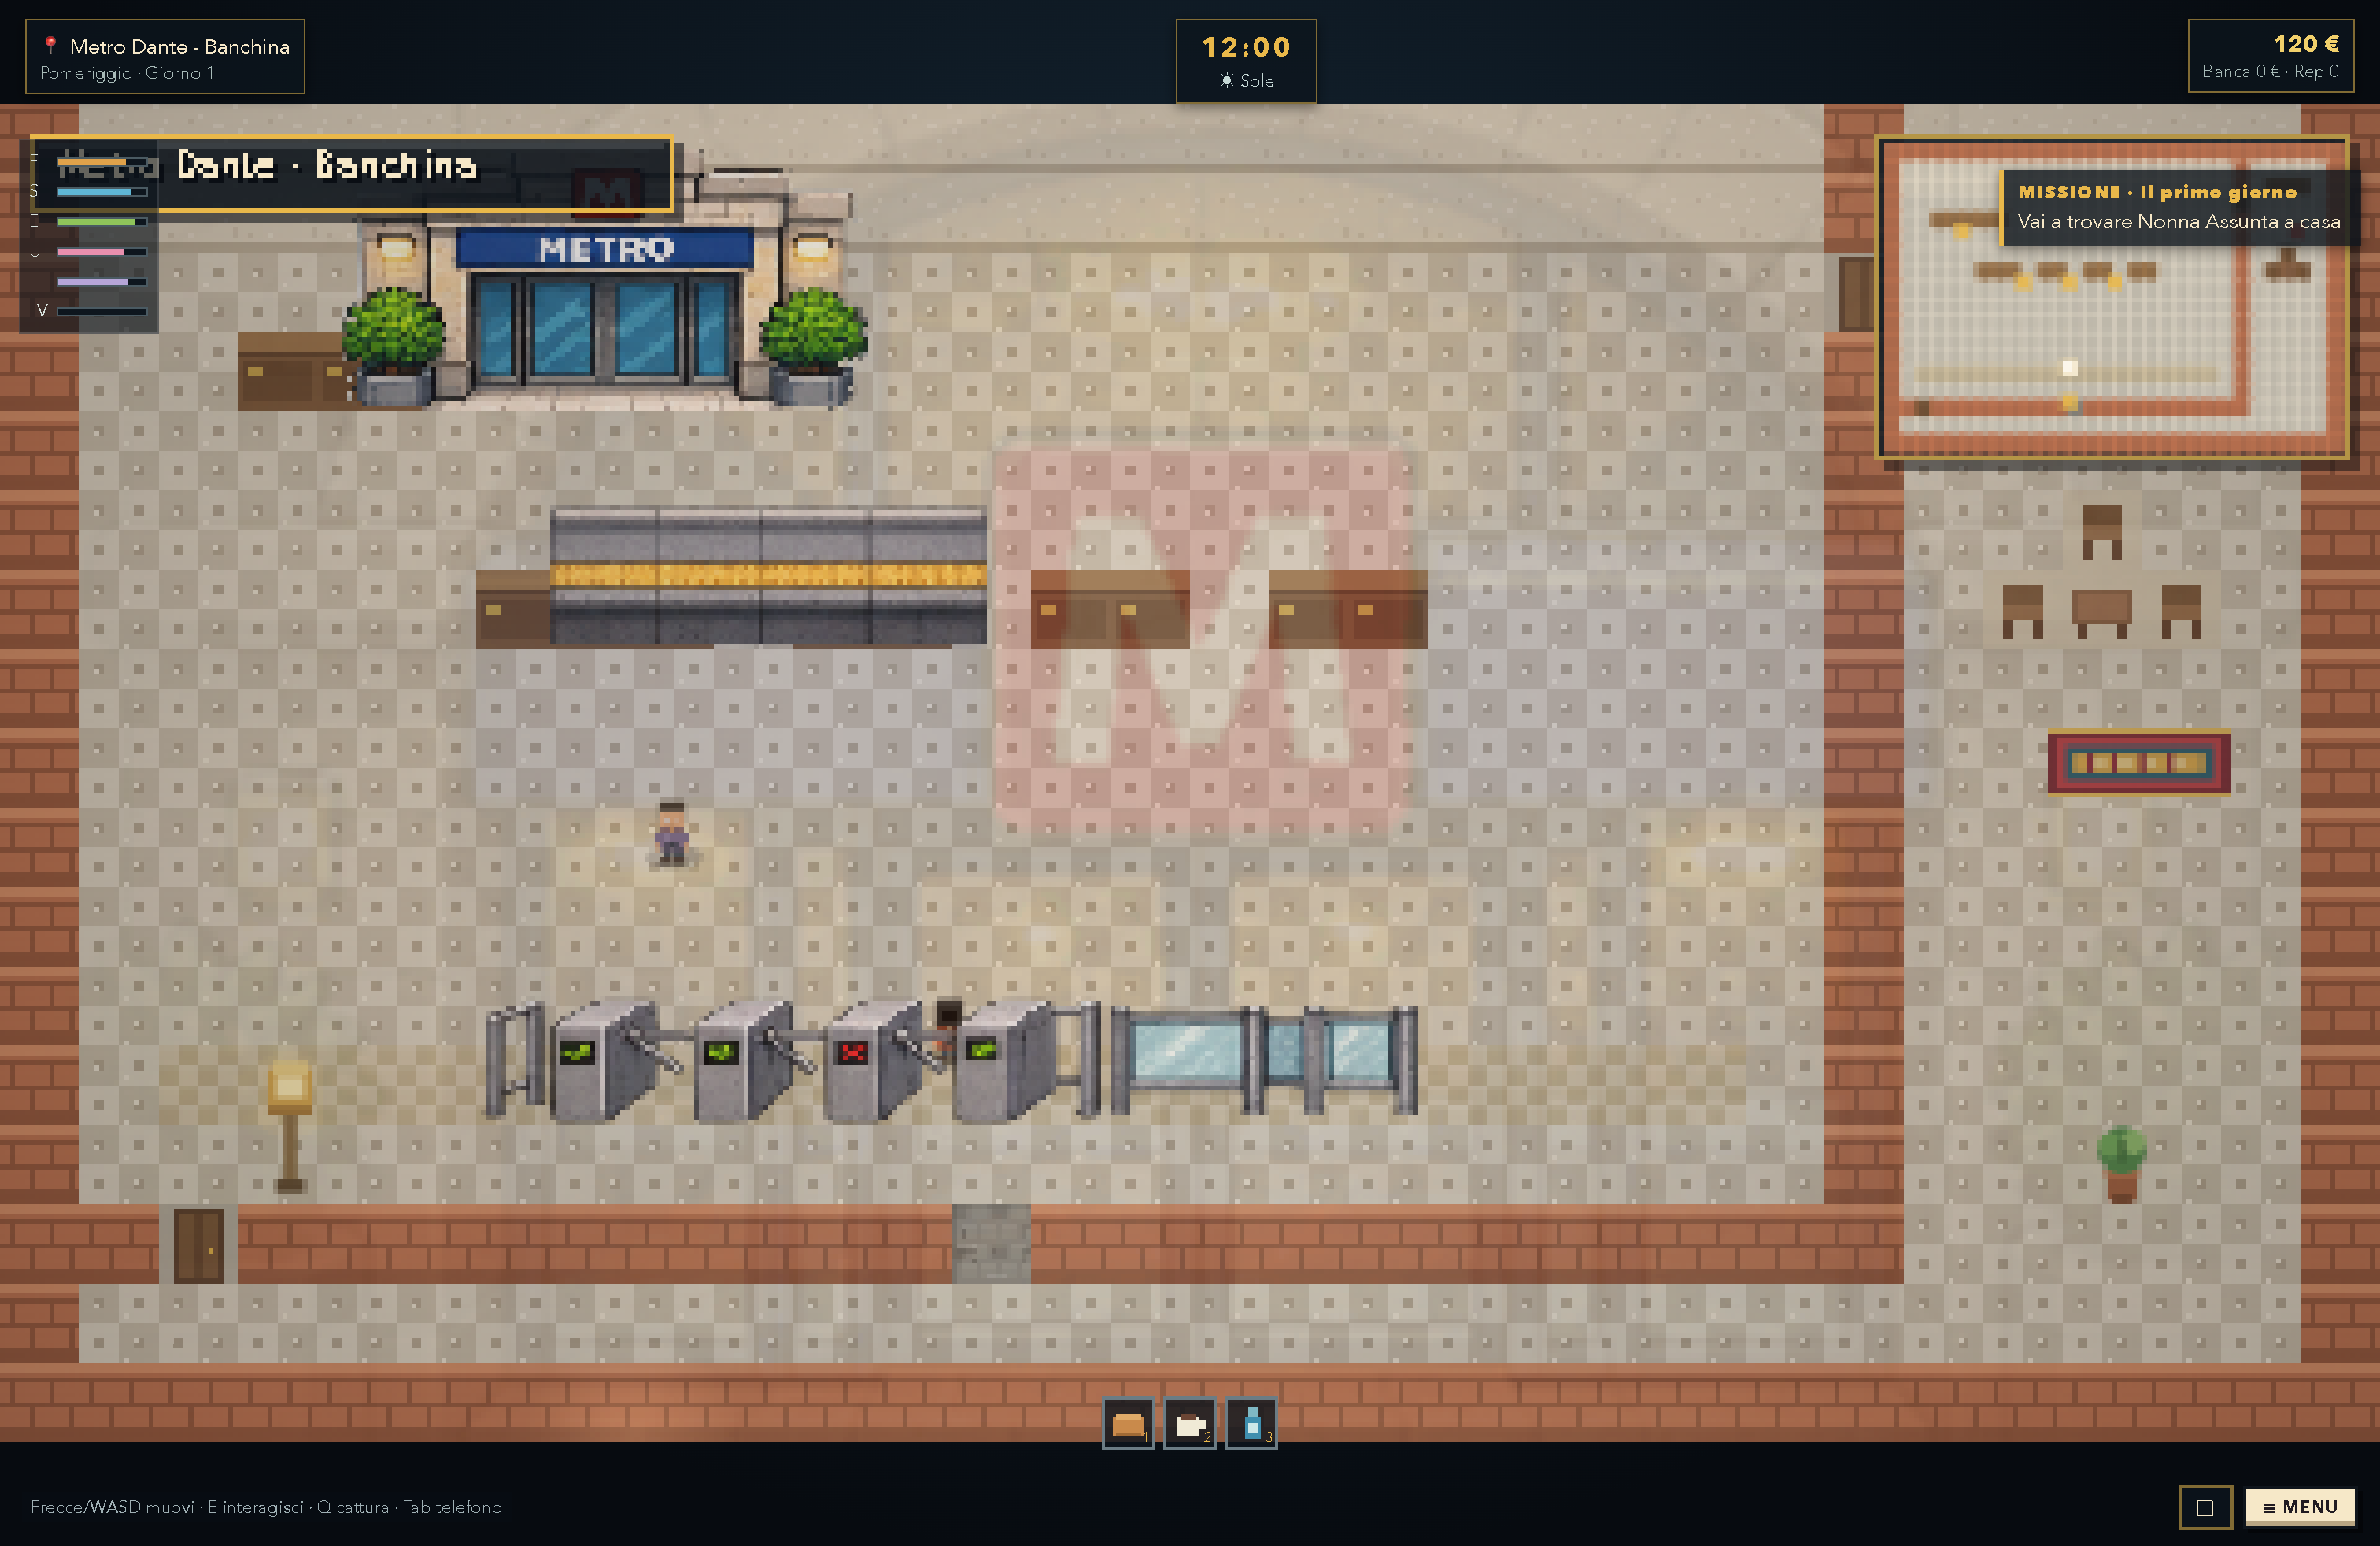 Metro Dante - Banchina
Pomeriggio · Giorno 1
12:00
☀ Sole
120 €
Banca 0 € · Rep 0
Metro Dante · Banchina
F
S
E
U
I
LV
M
METRO
MISSIONE · Il primo giorno
Vai a trovare Nonna Assunta a casa
M
1
2
3
Frecce/WASD muovi · E interagisci · Q cattura · Tab telefono
≡ MENU